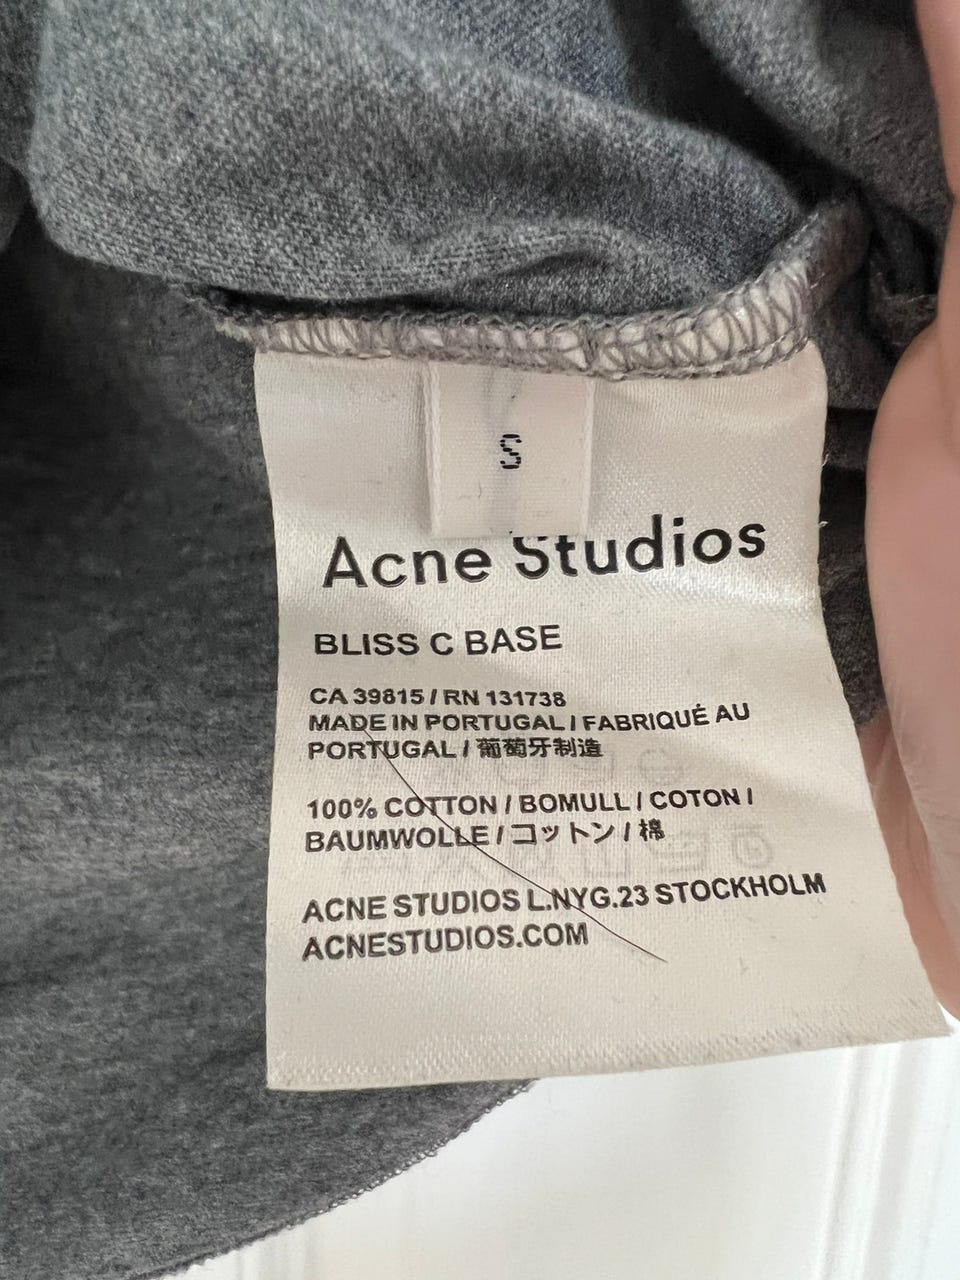 S
Acne Studios
BLISS C BASE
CA 39815 / RN 131738
MADE IN PORTUGAL / FABRIQUÉ AU
PORTUGAL / 葡萄牙制造
100% COTTON / BOMULL / COTON /
BAUMWOLLE / コットン / 棉
ACNE STUDIOS L.NYG.23 STOCKHOLM
ACNESTUDIOS.COM